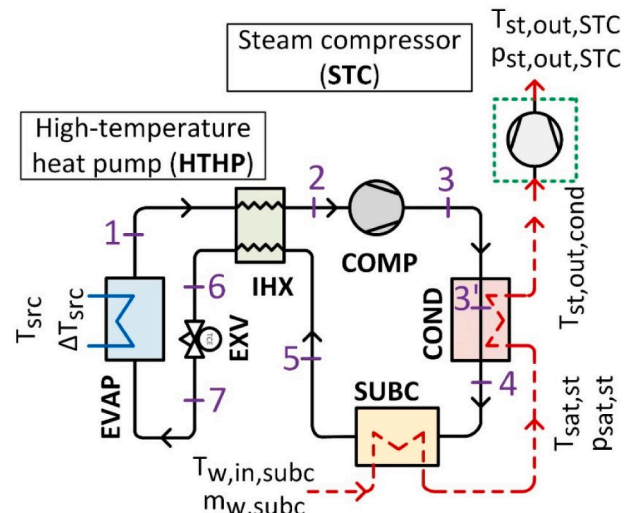 Steam compressor
(STC)
T_st,out,STC
p_st,out,STC
High-temperature
heat pump (HTHP)
1
2
3
IHX
COMP
T_st,out,cond
6
3'
COND
T_src
ΔT_src
EXV
TCE
5
4
EVAP
7
SUBC
T_sat,st
p_sat,st
T_w,in,subc
m_w,subc